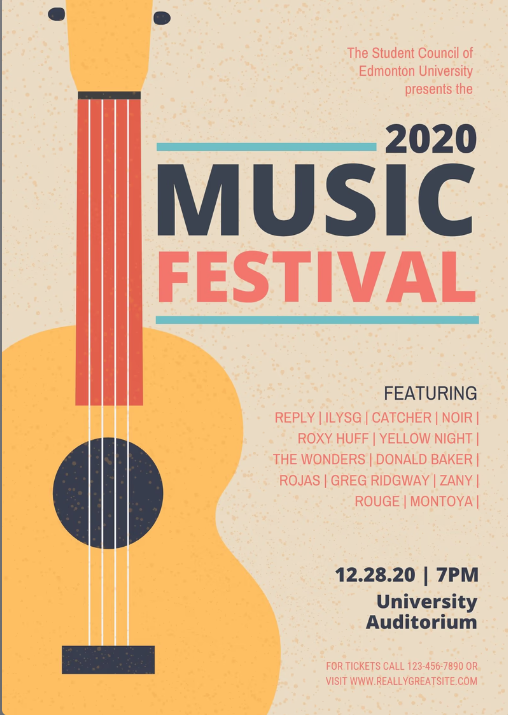 The Student Council of
Edmonton University
presents the
2020
MUSIC
FESTIVAL
FEATURING
REPLY | ILYSG | CATCHER | NOIR |
ROXY HUFF | YELLOW NIGHT |
THE WONDERS | DONALD BAKER |
ROJAS | GREG RIDGWAY | ZANY |
ROUGE | MONTOYA |
12.28.20 | 7PM
University
Auditorium
FOR TICKETS CALL 123-456-7890 OR
VISIT WWW.REALLYGREATSITE.COM